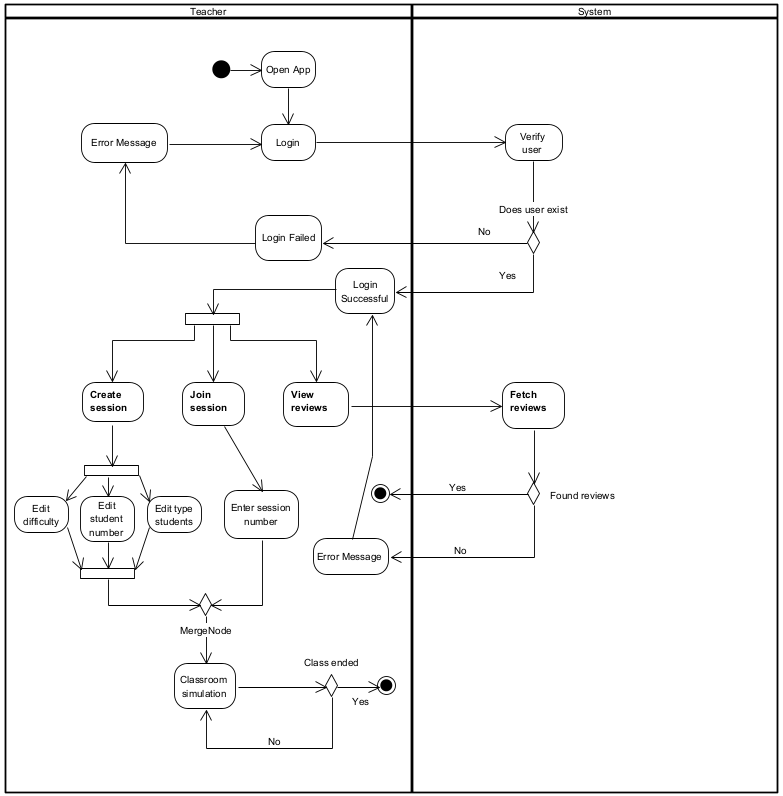 Teacher
System
Open App
Error Message
Login
Verify
user
Does user exist
Login Failed
No
Yes
Login
Successful
Create
session
Join
session
View
reviews
Fetch
reviews
Edit
difficulty
Edit
student
number
Edit type
students
Enter session
number
Yes
Found reviews
Error Message
No
MergeNode
Classroom
simulation
Class ended
Yes
No